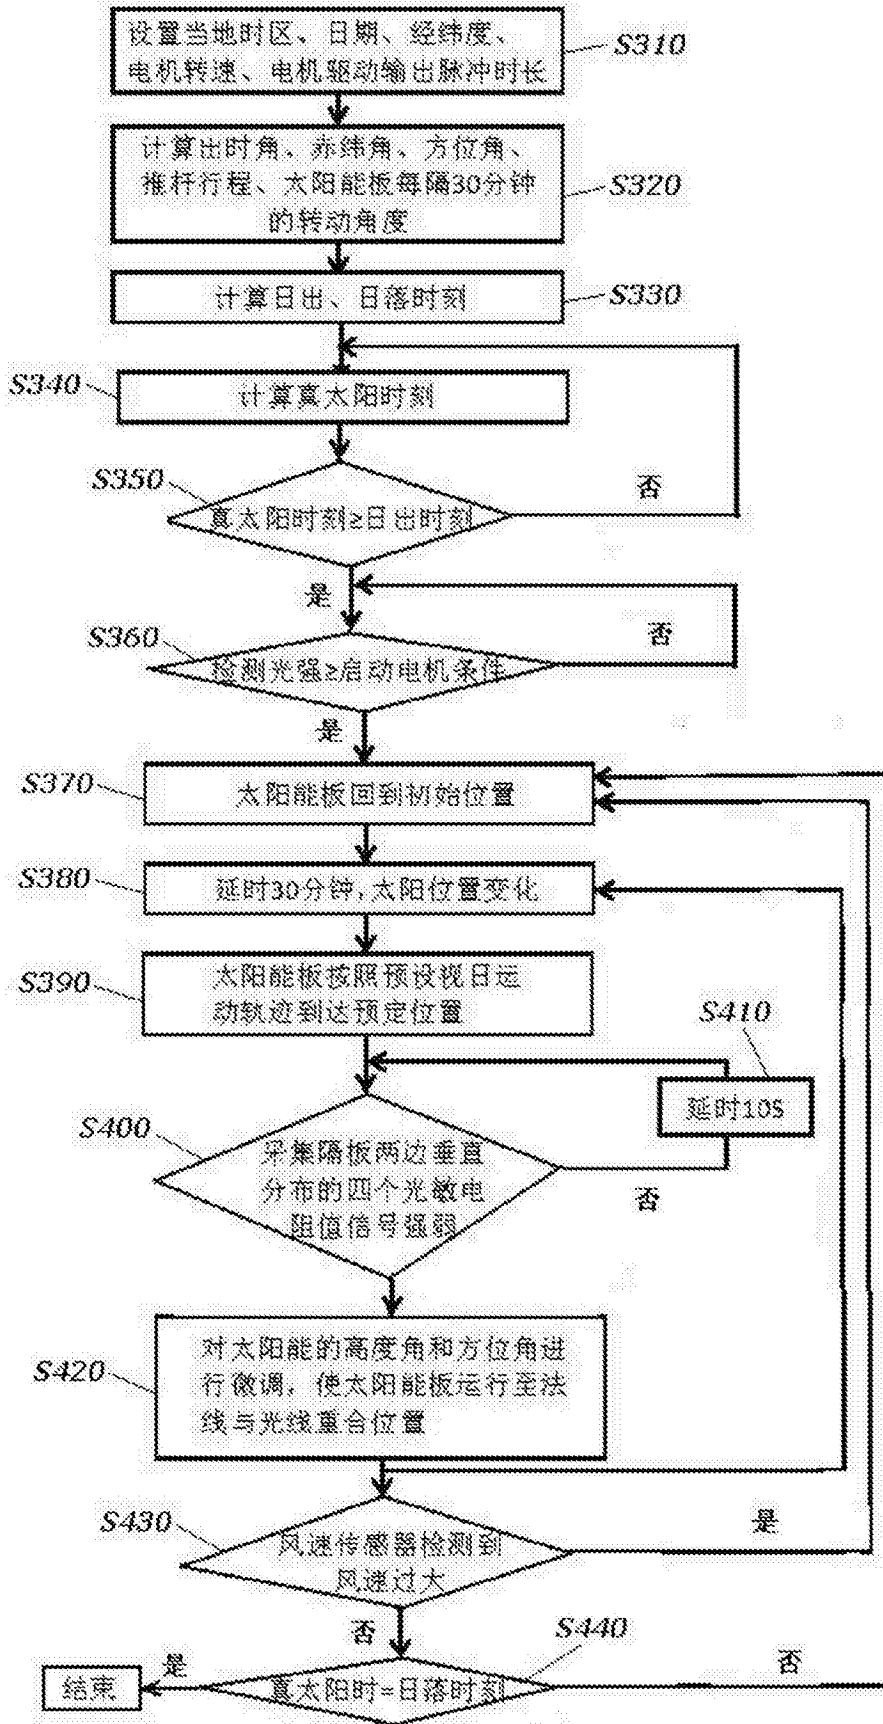 设置当地时区、日期、经纬度、
电机转速、电机驱动输出脉冲时长
S310
计算出时角、赤纬角、方位角、
推杆行程、太阳能板每隔30分钟
的转动角度
S320
计算日出、日落时刻
S330
S340
计算真太阳时刻
S350
真太阳时刻≥日出时刻
否
是
S360
检测光强≥启动电机条件
否
是
S370
太阳能板回到初始位置
S380
延时30分钟,太阳位置变化
S390
太阳能板按照预设视日运
动轨迹到达预定位置
S410
延时10S
S400
采集隔板两边垂直
分布的四个光敏电
阻值信号强弱
否
S420
对太阳能的高度角和方位角进
行微调，使太阳能板运行至法
线与光线重合位置
S430
风速传感器检测到
风速过大
是
否
S440
真太阳时=日落时刻
否
是
结束